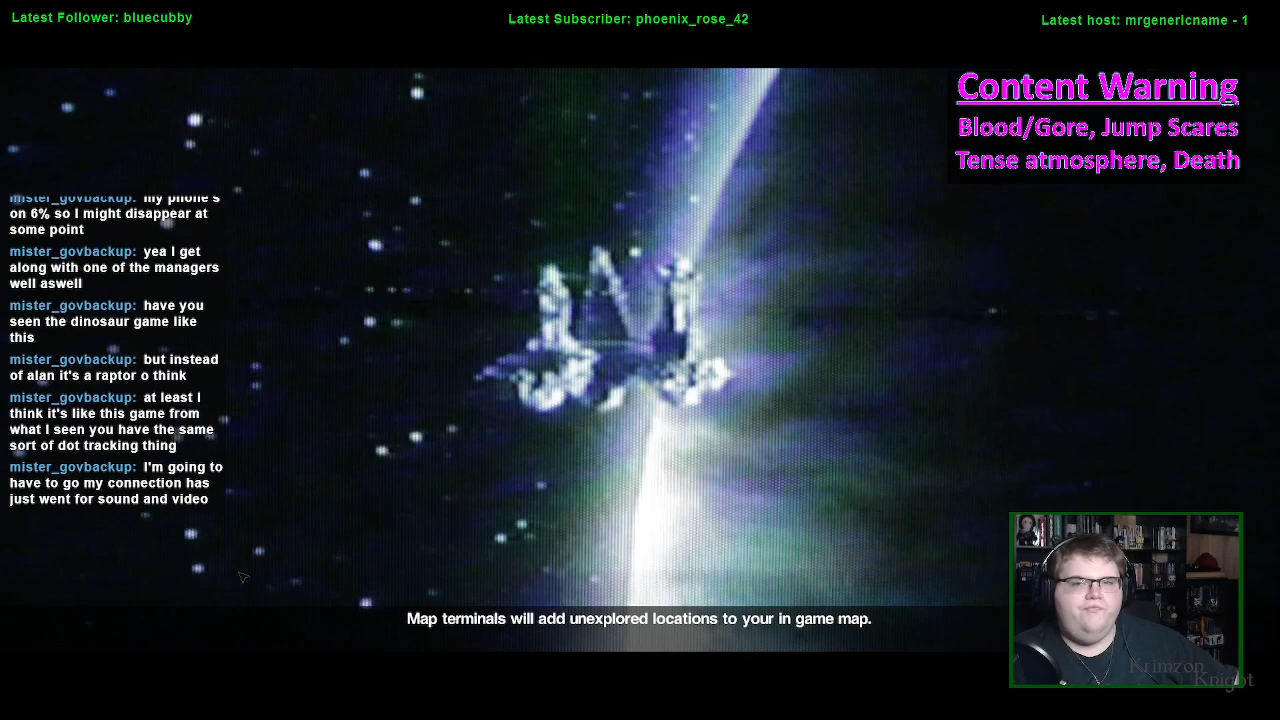 Latest Follower: bluecubby
Latest Subscriber: phoenix_rose_42
Latest host: mrgenericname - 1
Content Warning
Blood/Gore, Jump Scares
Tense atmosphere, Death
mister_govbackup: my phone's
on 6% so I might disappear at
some point
mister_govbackup: yea I get
along with one of the managers
well aswell
mister_govbackup: have you
seen the dinosaur game like
this
mister_govbackup: but instead
of alan it's a raptor o think
mister_govbackup: at least I
think it's like this game from
what I seen you have the same
sort of dot tracking thing
mister_govbackup: I'm going to
have to go my connection has
just went for sound and video
Map terminals will add unexplored locations to your in game map.
Krimzon
Knight